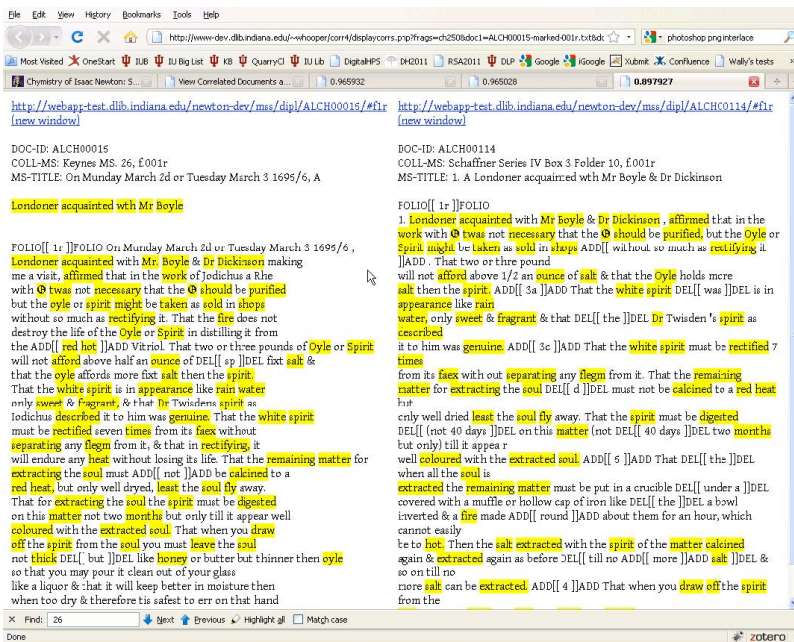 File Edit View History Bookmarks Tools Help
http://www-dev.dlib.indiana.edu/~whooper/corr4/displaycorrs.php?frags=ch250&doc1=ALCH00015-marked-001r.txt&dc
photoshop png interlace
Most Visited OneStart IUB IU Big List KB QuarryCl IU Lib DigitalHPS DH2011 RSA2011 DLP Google iGoogle Xubmit Confluence Wally's tests »
Chymistry of Isaac Newton: S... View Correlated Documents a... 0.965932 0.965028 0.897927
http://webapp-test.dlib.indiana.edu/newton-dev/mss/dipl/ALCH00015/#f1r
(new window)
DOC-ID: ALCH00015
COLL-MS: Keynes MS. 26, f.001r
MS-TITLE: On Munday March 2d or Tuesday March 3 1695/6, A
Londoner acquainted wth Mr Boyle
FOLIO[[ 1r ]]FOLIO On Munday March 2d or Tuesday March 3 1695/6 ,
Londoner acquainted with Mr. Boyle & Dr Dickinson making
me a visit, affirmed that in the work of Jodichus a Rhe
with twas not necessary that the should be purified
but the oyle or spirit might be taken as sold in shops
without so much as rectifying it. That the fire does not
destroy the life of the Oyle or Spirit in distilling it from
the ADD[[ red hot ]]ADD Vitriol. That two or three pounds of Oyle or Spirit
will not afford above half an ounce of DEL[[ sp ]]DEL fixt salt &
that the oyle affords more fixt salt then the spirit.
That the white spirit is in appearance like rain water
only sweet & fragrant, & that Dr Twisdens spirit as
Iodichus described it to him was genuine. That the white spirit
must be rectified seven times from its faex without
separating any flegm from it, & that in rectifying, it
will endure any heat without losing its life. That the remaining matter for
extracting the soul must ADD[[ not ]]ADD be calcined to a
red heat, but only well dryed, least the soul fly away.
That for extracting the soul the spirit must be digested
on this matter not two months but only till it appear well
coloured with the extracted soul. That when you draw
off the spirit from the soul you must leave the soul
not thick DEL[[ but ]]DEL like honey or butter but thinner then oyle
so that you may pour it clean out of your glass
like a liquor & that it will keep better in moisture then
when too dry & therefore tis safest to err on that hand
http://webapp-test.dlib.indiana.edu/newton-dev/mss/dipl/ALCH00114/#f1r
(new window)
DOC-ID: ALCH00114
COLL-MS: Schaffner Series IV Box 3 Folder 10, f.001r
MS-TITLE: 1. A Londoner acquainted wth Mr Boyle & Dr Dickinson
FOLIO[[ 1r ]]FOLIO
1. Londoner acquainted with Mr Boyle & Dr Dickinson , affirmed that in the
work with twas not necessary that the should be purified, but the Oyle or
Spirit might be taken as sold in shops ADD[[ without so much as rectifying it
]]ADD . That two or thre pound
will not afford above 1/2 an ounce of salt & that the Oyle holds more
salt then the spirit. ADD[[ 3a ]]ADD That the white spirit DEL[[ was ]]DEL is in
appearance like rain
water, only sweet & fragrant & that DEL[[ the ]]DEL Dr Twisden 's spirit as
described
it to him was genuine. ADD[[ 3c ]]ADD That the white spirit must be rectified 7
times
from its faex with out separating any flegm from it. That the remaining
matter for extracting the soul DEL[[ d ]]DEL must not be calcined to a red heat
but
only well dried least the soul fly away. That the spirit must be digested
DEL[[ (not 40 days ]]DEL on this matter (not DEL[[ 40 days ]]DEL two months
but only) till it appea r
well coloured with the extracted soul. ADD[[ 5 ]]ADD That DEL[[ the ]]DEL
when all the soul is
extracted the remaining matter must be put in a crucible DEL[[ under a ]]DEL
covered with a muffle or hollow cap of iron like DEL[[ the ]]DEL a bowl
inverted & a fire made ADD[[ round ]]ADD about them for an hour, which
cannot easily
be to hot. Then the salt extracted with the spirit of the matter calcined
again & extracted again as before DEL[[ till no ADD[[ more ]]ADD salt ]]DEL &
so on till no
more salt can be extracted. ADD[[ 4 ]]ADD That when you draw off the spirit
from the
× Find: 26 Next Previous Highlight all Match case
Done zotero